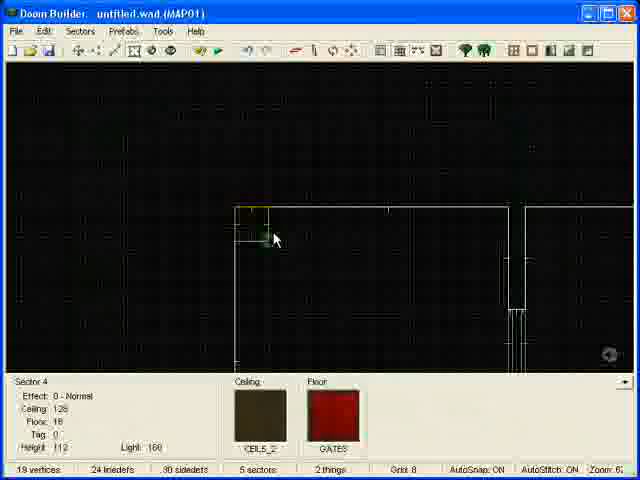 Doom Builder - untitled.wad (MAP01)
File Edit Sectors Prefabs Tools Help
Sector 4
Effect: 0 - Normal
Ceiling: 128
Floor: 16
Tag: 0
Height: 112 Light: 160
Ceiling
CEIL5_2
Floor
GATE5
19 vertices 24 linedefs 30 sidedefs 5 sectors 2 things Grid: 8 AutoSnap: ON AutoStitch: ON Zoom: